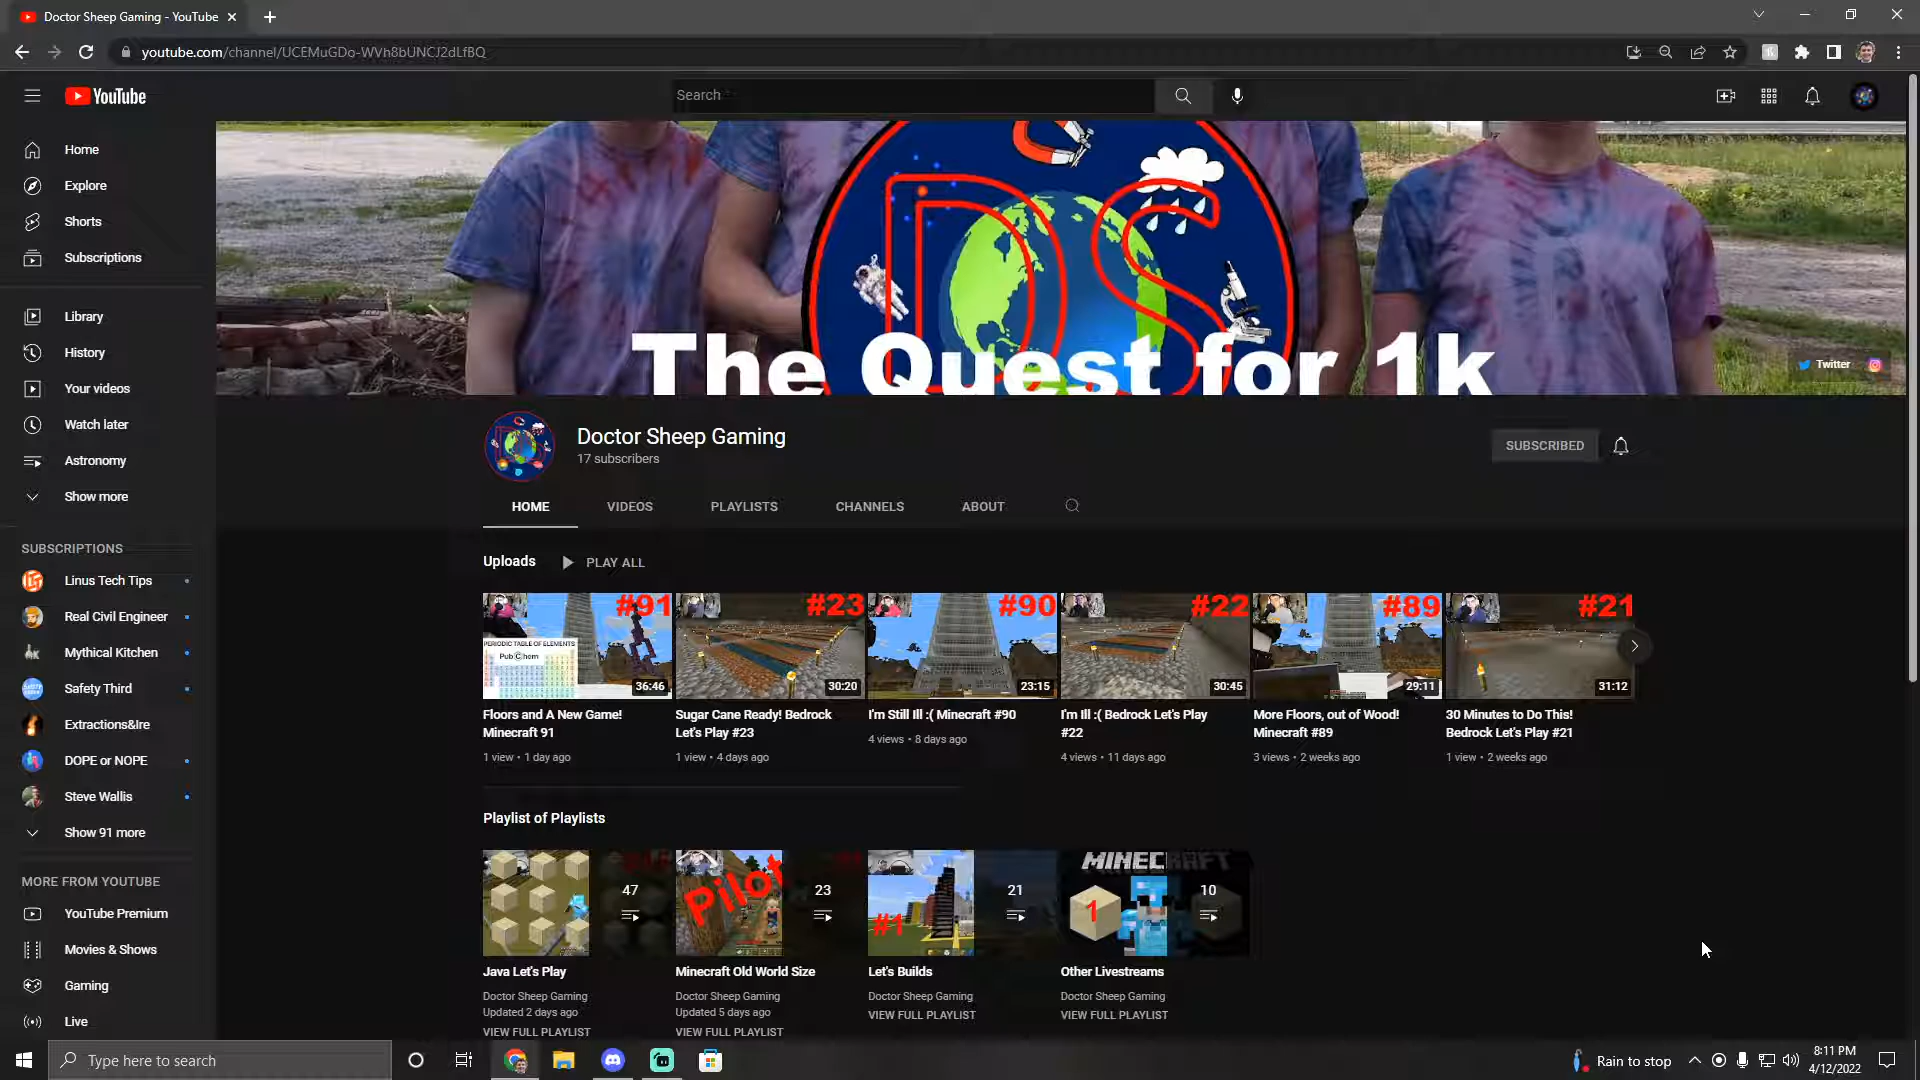 Doctor Sheep Gaming - YouTube
youtube.com/channel/UCEMuGDo-WVh8bUNCJ2dLfBQ
YouTube
Search
Home
Explore
Shorts
Subscriptions
Library
History
Your videos
Watch later
Astronomy
Show more
SUBSCRIPTIONS
Linus Tech Tips
Real Civil Engineer
Mythical Kitchen
Safety Third
Extractions&Ire
DOPE or NOPE
Steve Wallis
Show 91 more
MORE FROM YOUTUBE
YouTube Premium
Movies & Shows
Gaming
Live
DS
The Quest for 1k
Twitter
Doctor Sheep Gaming
17 subscribers
SUBSCRIBED
HOME VIDEOS PLAYLISTS CHANNELS ABOUT
Uploads PLAY ALL
#91
PERIODIC TABLE OF ELEMENTS
PubChem
36:46
Floors and A New Game!
Minecraft 91
1 view • 1 day ago
#23
30:20
Sugar Cane Ready! Bedrock
Let's Play #23
1 view • 4 days ago
#90
23:15
I'm Still Ill :( Minecraft #90
4 views • 8 days ago
#22
30:45
I'm Ill :( Bedrock Let's Play
#22
4 views • 11 days ago
#89
29:11
More Floors, out of Wood!
Minecraft #89
3 views • 2 weeks ago
#21
31:12
30 Minutes to Do This!
Bedrock Let's Play #21
1 view • 2 weeks ago
Playlist of Playlists
47
Java Let's Play
Doctor Sheep Gaming
Updated 2 days ago
VIEW FULL PLAYLIST
Pilot
23
Minecraft Old World Size
Doctor Sheep Gaming
Updated 5 days ago
VIEW FULL PLAYLIST
#1
21
Let's Builds
Doctor Sheep Gaming
VIEW FULL PLAYLIST
MINECRAFT
1
10
Other Livestreams
Doctor Sheep Gaming
VIEW FULL PLAYLIST
Type here to search
Rain to stop
8:11 PM
4/12/2022